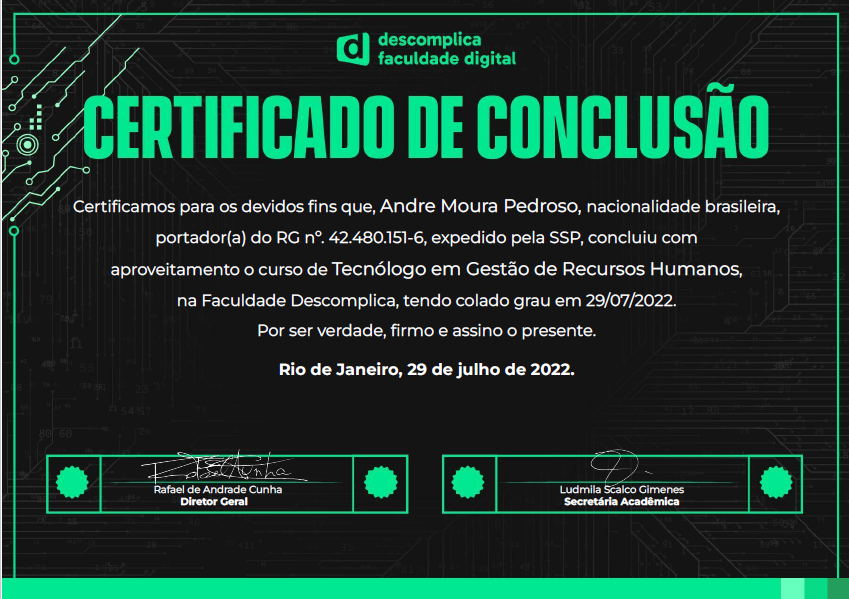 descomplica
faculdade digital
CERTIFICADO DE CONCLUSÃO
Certificamos para os devidos fins que, Andre Moura Pedroso, nacionalidade brasileira,
portador(a) do RG nº. 42.480.151-6, expedido pela SSP, concluiu com
aproveitamento o curso de Tecnólogo em Gestão de Recursos Humanos,
na Faculdade Descomplica, tendo colado grau em 29/07/2022.
Por ser verdade, firmo e assino o presente.
Rio de Janeiro, 29 de julho de 2022.
Rafael de Andrade Cunha
Diretor Geral
Ludmila Scalco Gimenes
Secretária Acadêmica